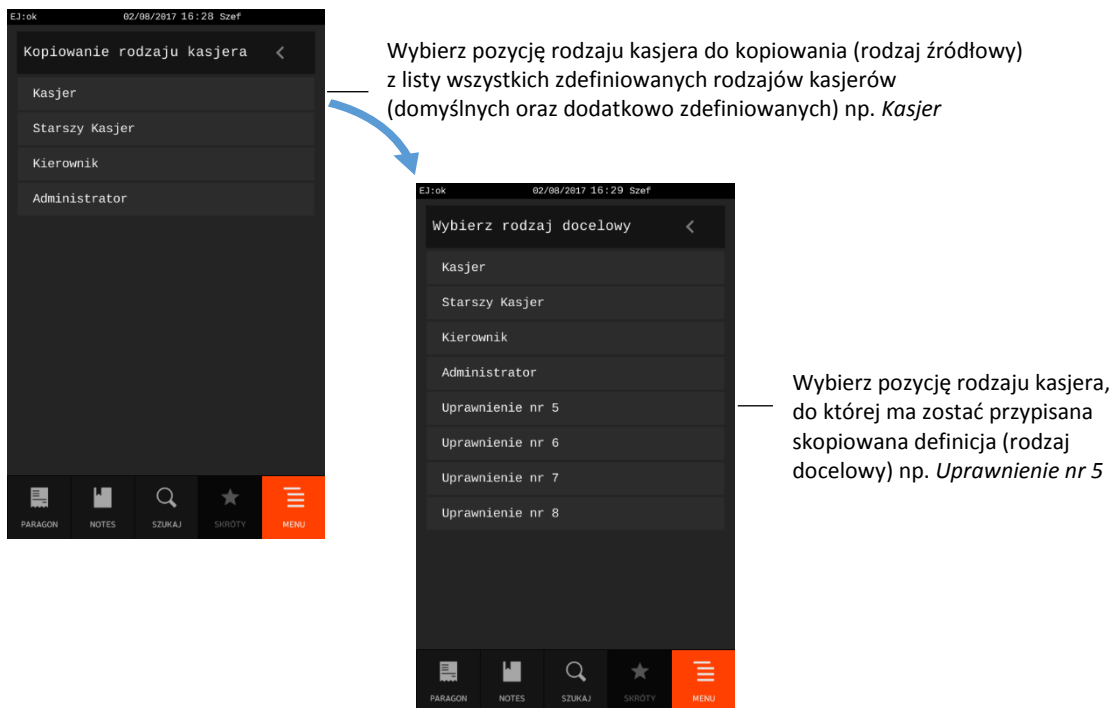 EJ:ok 02/08/2017 16:28 Szef
Kopiowanie rodzaju kasjera
Kasjer
Starszy Kasjer
Kierownik
Administrator
PARAGON NOTES SZUKAJ SKRÓTY MENU
Wybierz pozycję rodzaju kasjera do kopiowania (rodzaj źródłowy)
z listy wszystkich zdefiniowanych rodzajów kasjerów
(domyślnych oraz dodatkowo zdefiniowanych) np. Kasjer
EJ:ok 02/08/2017 16:29 Szef
Wybierz rodzaj docelowy
Kasjer
Starszy Kasjer
Kierownik
Administrator
Uprawnienie nr 5
Uprawnienie nr 6
Uprawnienie nr 7
Uprawnienie nr 8
PARAGON NOTES SZUKAJ SKRÓTY MENU
Wybierz pozycję rodzaju kasjera,
do której ma zostać przypisana
skopiowana definicja (rodzaj
docelowy) np. Uprawnienie nr 5